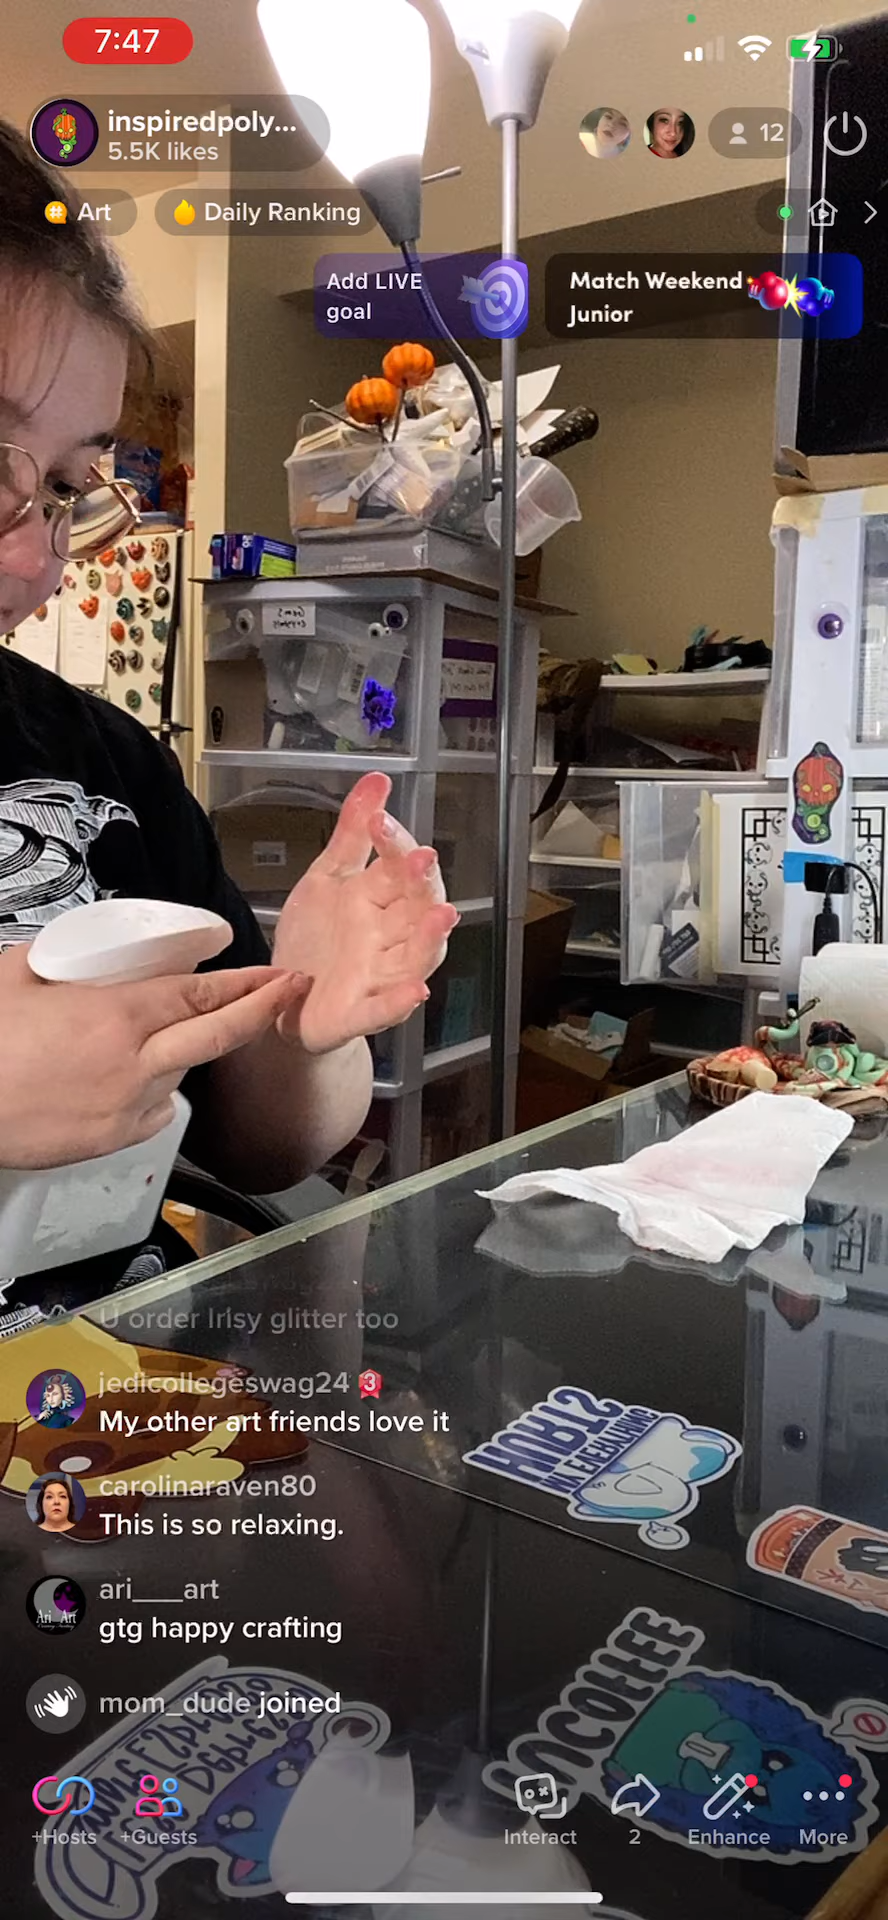 7:47
inspiredpoly...
5.5K likes
12
Art
Daily Ranking
Add LIVE
goal
Match Weekend
Junior
U order Irisy glitter too
jedicollegeswag24 3
My other art friends love it
carolinaraven80
This is so relaxing.
ari___art
gtg happy crafting
mom_dude joined
HURTS
EVERYTHING
+Hosts
+Guests
Interact
2
Enhance
More